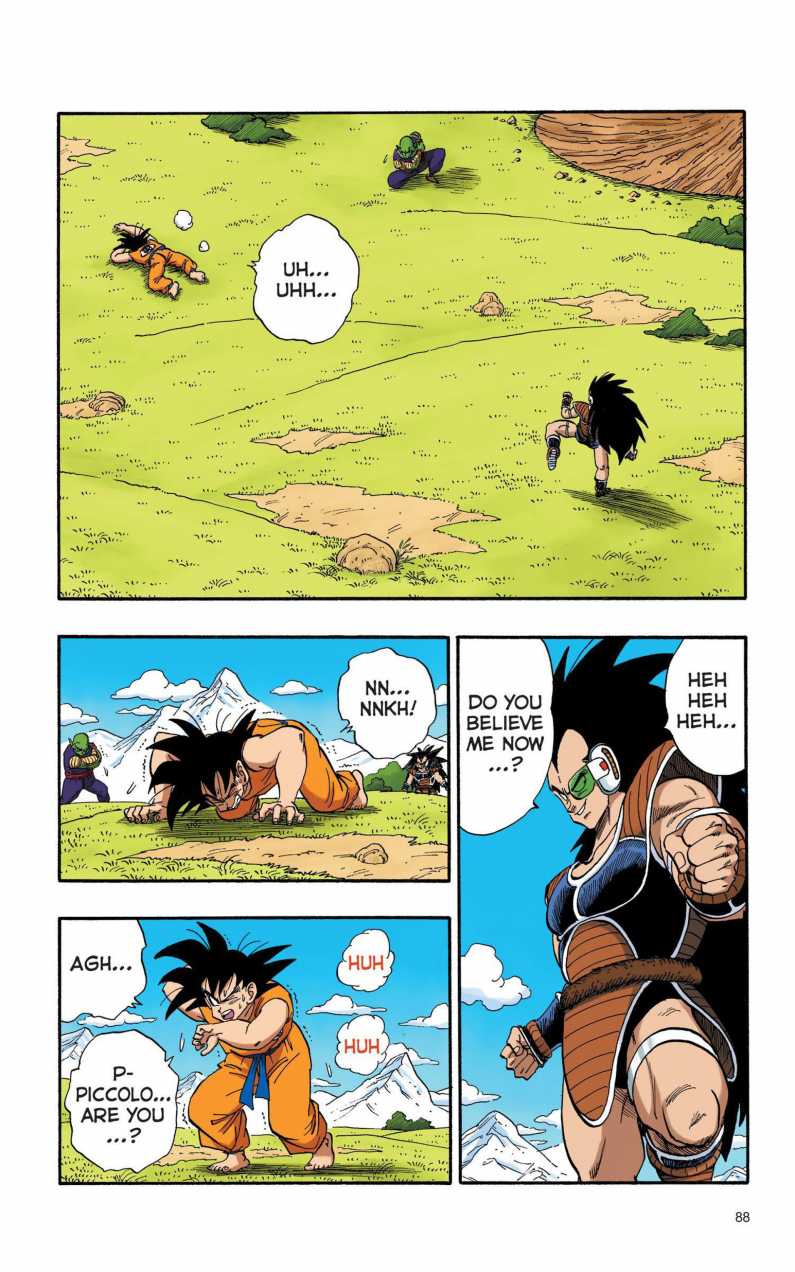 UH...
UHH...
HEH
HEH
HEH...
DO YOU
BELIEVE
ME NOW
...?
NN...
NNKH!
AGH...
HUH
HUH
P-
PICCOLO...
ARE YOU
...?
88